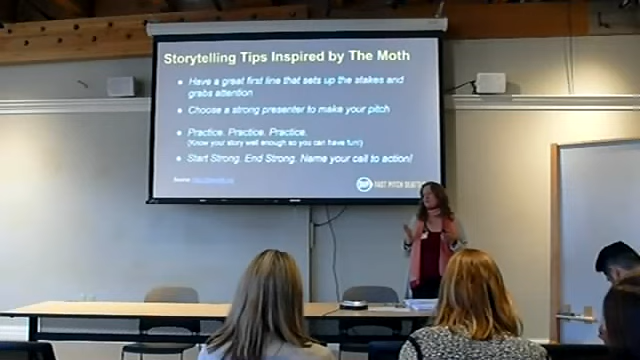 Storytelling Tips Inspired by The Moth
Have a great first line that sets up the stakes and
grabs attention
Choose a strong presenter to make your pitch
Practice. Practice. Practice.
(Know your story well enough so you can have fun!)
Start Strong. End Strong. Name your call to action!
Source:
FAST PITCH